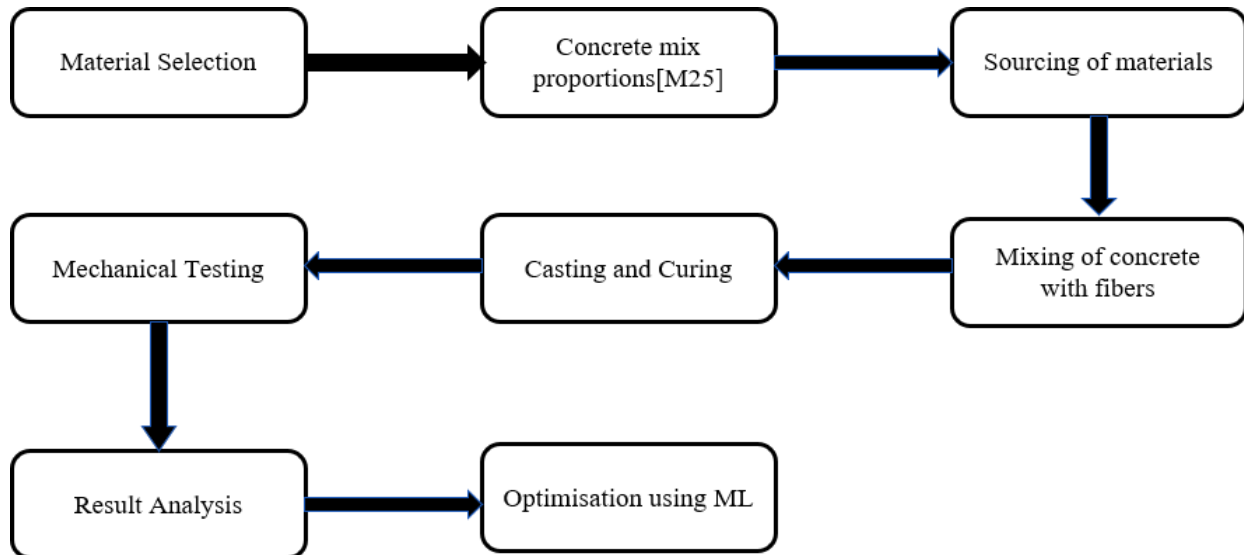 Material Selection
Concrete mix
proportions[M25]
Sourcing of materials
Mixing of concrete
with fibers
Casting and Curing
Mechanical Testing
Result Analysis
Optimisation using ML